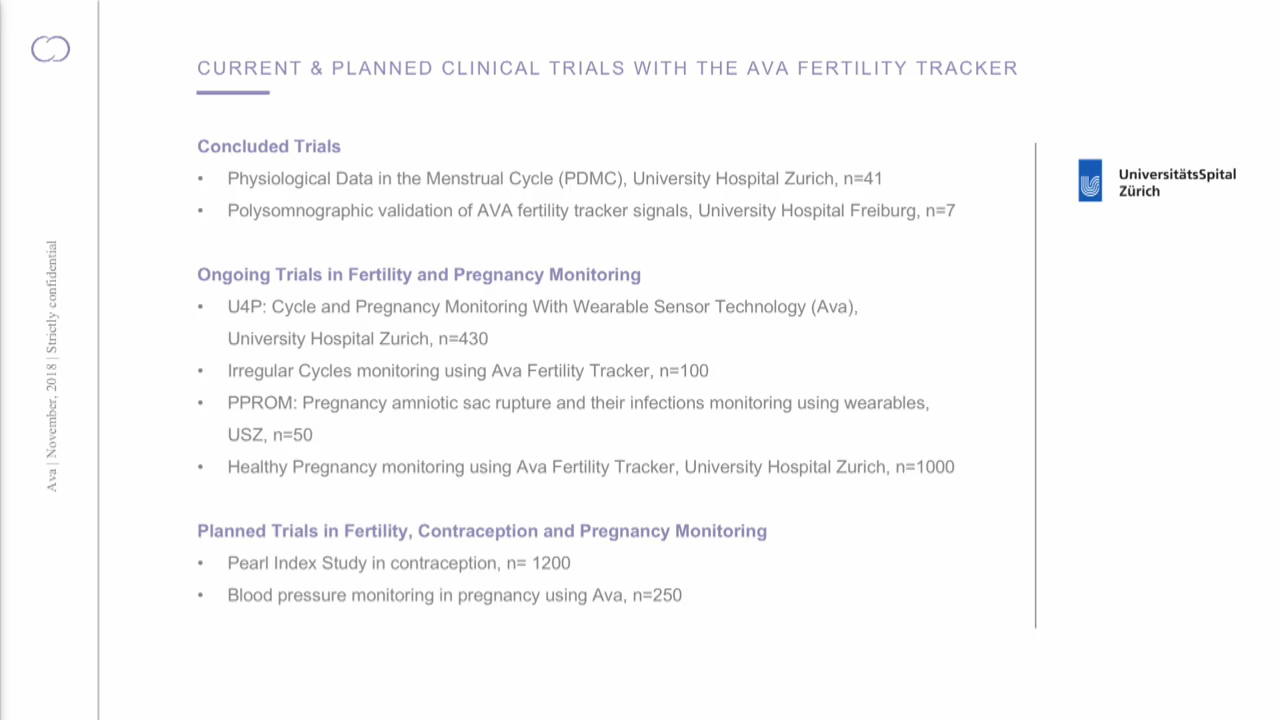 CURRENT & PLANNED CLINICAL TRIALS WITH THE AVA FERTILITY TRACKER
Concluded Trials
• Physiological Data in the Menstrual Cycle (PDMC), University Hospital Zurich, n=41
• Polysomnographic validation of AVA fertility tracker signals, University Hospital Freiburg, n=7
Ongoing Trials in Fertility and Pregnancy Monitoring
• U4P: Cycle and Pregnancy Monitoring With Wearable Sensor Technology (Ava),
University Hospital Zurich, n=430
• Irregular Cycles monitoring using Ava Fertility Tracker, n=100
• PPROM: Pregnancy amniotic sac rupture and their infections monitoring using wearables,
USZ, n=50
• Healthy Pregnancy monitoring using Ava Fertility Tracker, University Hospital Zurich, n=1000
Planned Trials in Fertility, Contraception and Pregnancy Monitoring
• Pearl Index Study in contraception, n= 1200
• Blood pressure monitoring in pregnancy using Ava, n=250
UniversitätsSpital
Zürich
Ava | November, 2018 | Strictly confidential